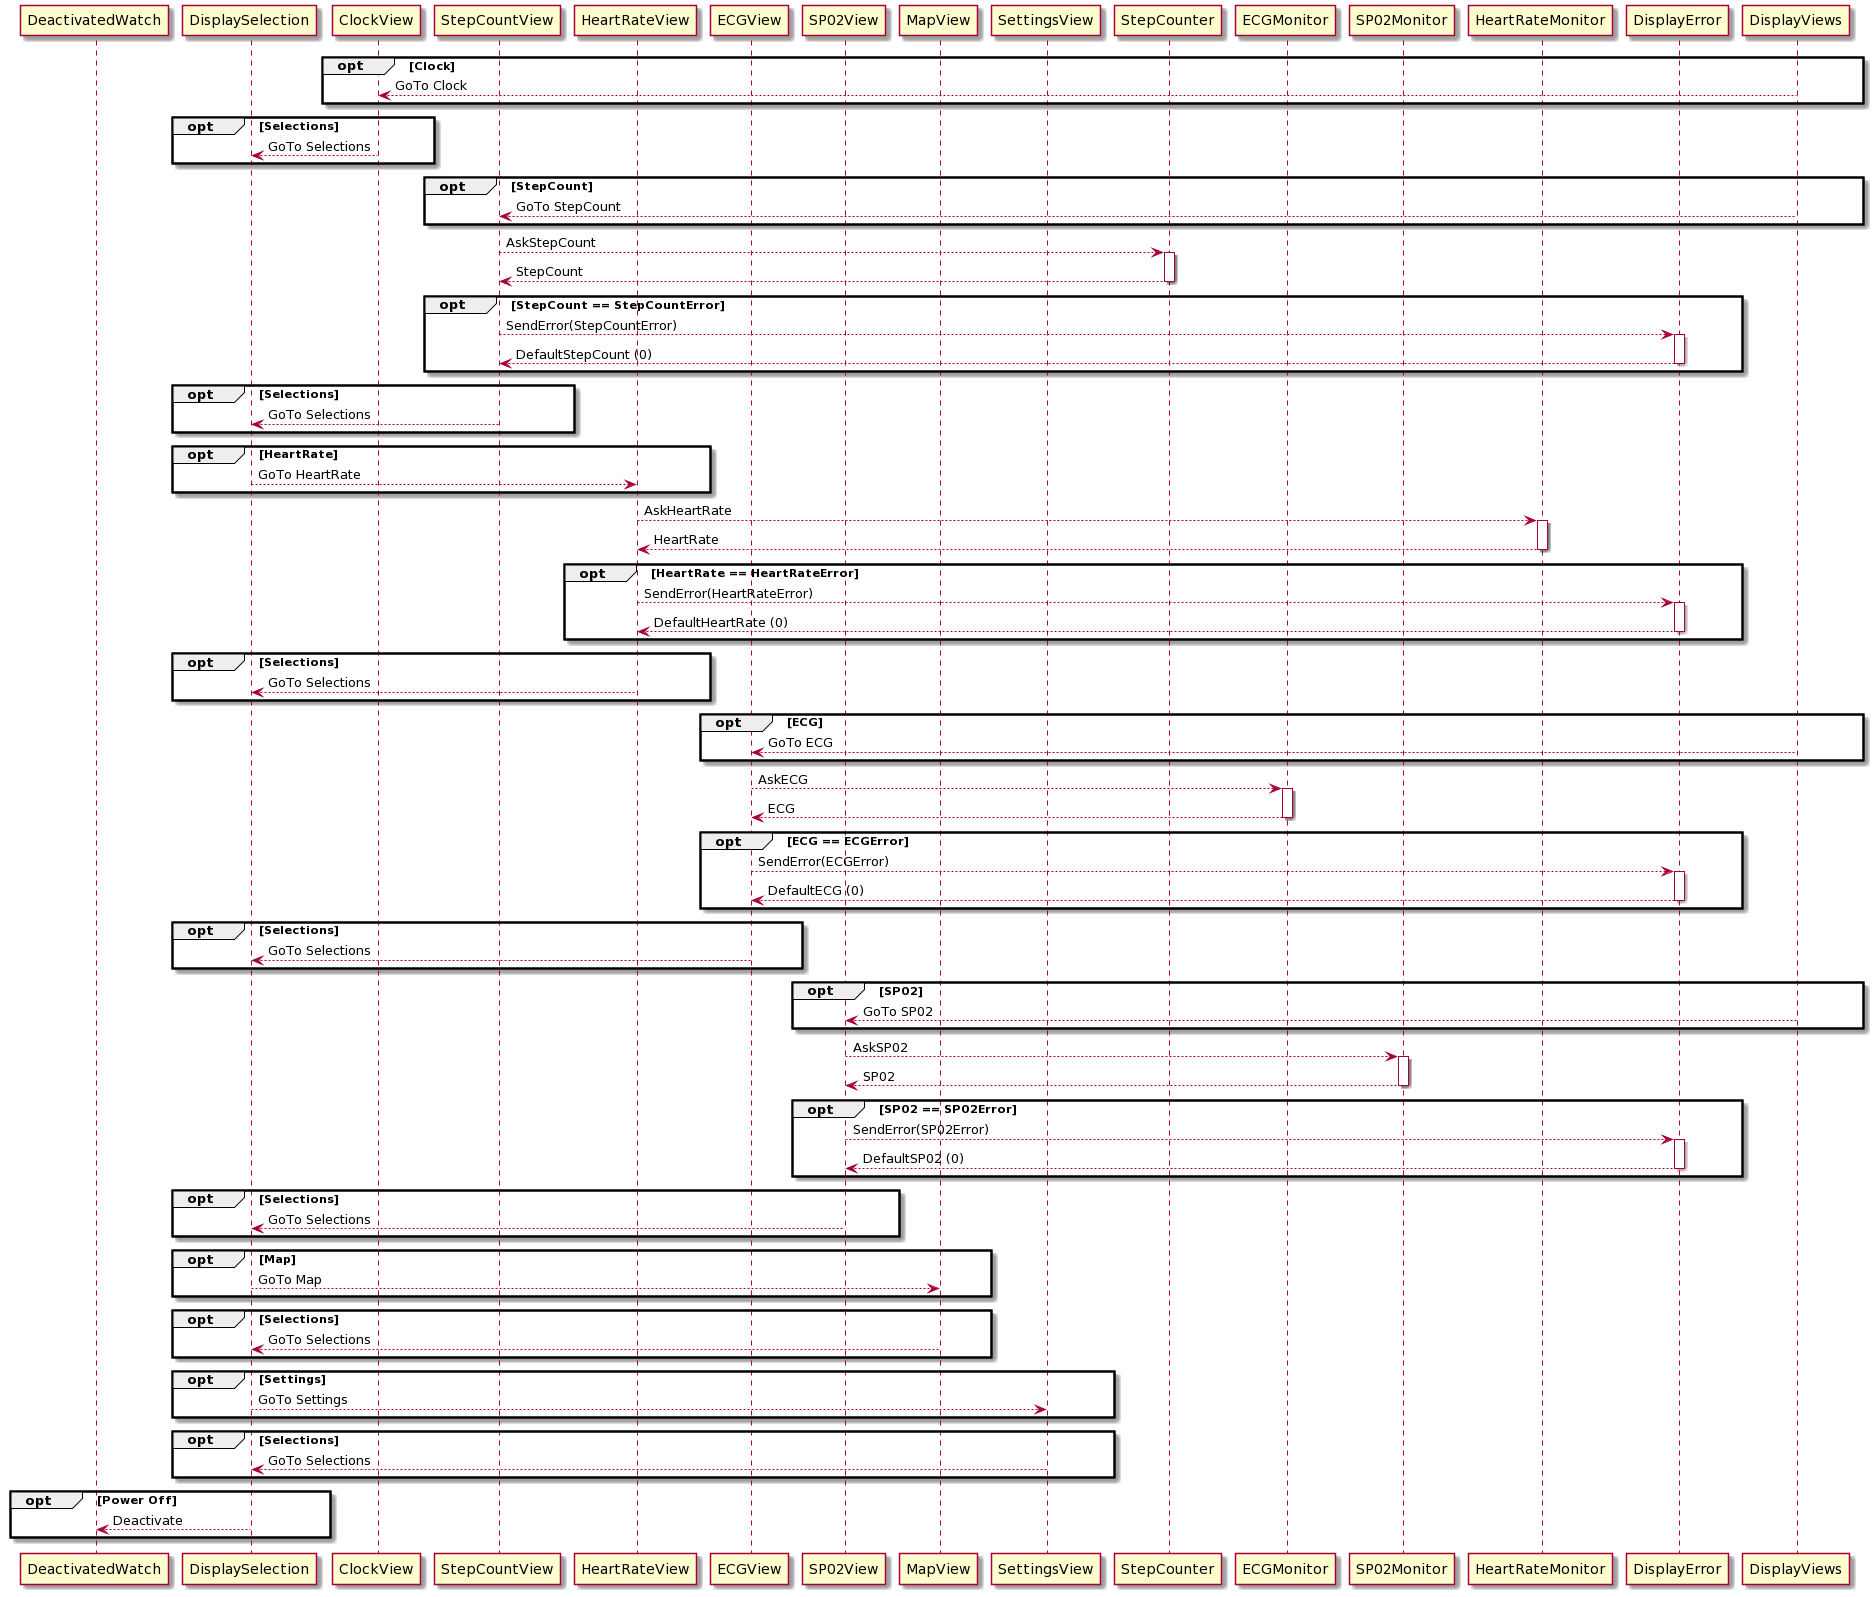 DeactivatedWatch DisplaySelection ClockView StepCountView HeartRateView ECGView SP02View MapView SettingsView StepCounter ECGMonitor SP02Monitor HeartRateMonitor DisplayError DisplayViews
opt [Clock]
GoTo Clock
opt [Selections]
GoTo Selections
opt [StepCount]
GoTo StepCount
AskStepCount
StepCount
opt [StepCount == StepCountError]
SendError(StepCountError)
DefaultStepCount (0)
opt [Selections]
GoTo Selections
opt [HeartRate]
GoTo HeartRate
AskHeartRate
HeartRate
opt [HeartRate == HeartRateError]
SendError(HeartRateError)
DefaultHeartRate (0)
opt [Selections]
GoTo Selections
opt [ECG]
GoTo ECG
AskECG
ECG
opt [ECG == ECGError]
SendError(ECGError)
DefaultECG (0)
opt [Selections]
GoTo Selections
opt [SP02]
GoTo SP02
AskSP02
SP02
opt [SP02 == SP02Error]
SendError(SP02Error)
DefaultSP02 (0)
opt [Selections]
GoTo Selections
opt [Map]
GoTo Map
opt [Selections]
GoTo Selections
opt [Settings]
GoTo Settings
opt [Selections]
GoTo Selections
opt [Power Off]
Deactivate
DeactivatedWatch DisplaySelection ClockView StepCountView HeartRateView ECGView SP02View MapView SettingsView StepCounter ECGMonitor SP02Monitor HeartRateMonitor DisplayError DisplayViews